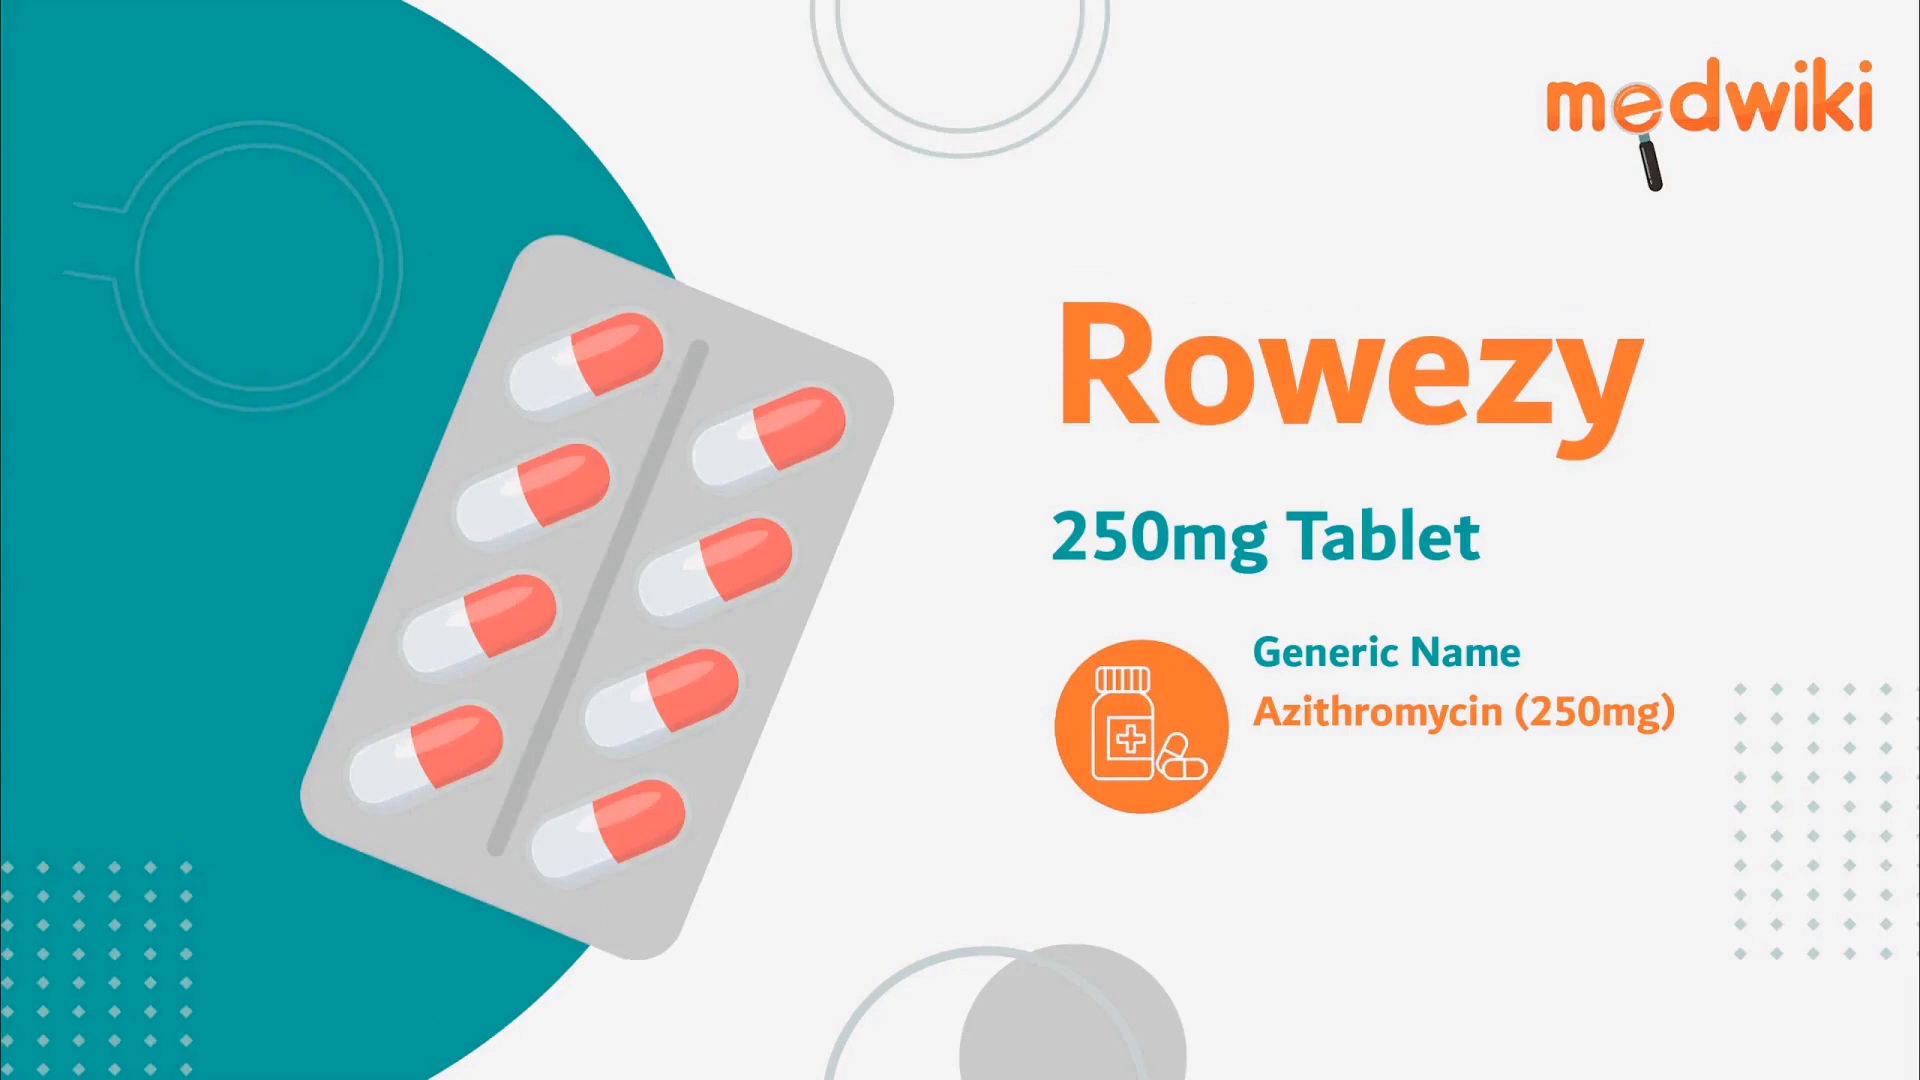 medwiki
Rowezy
250mg Tablet
Generic Name
Azithromycin (250mg)